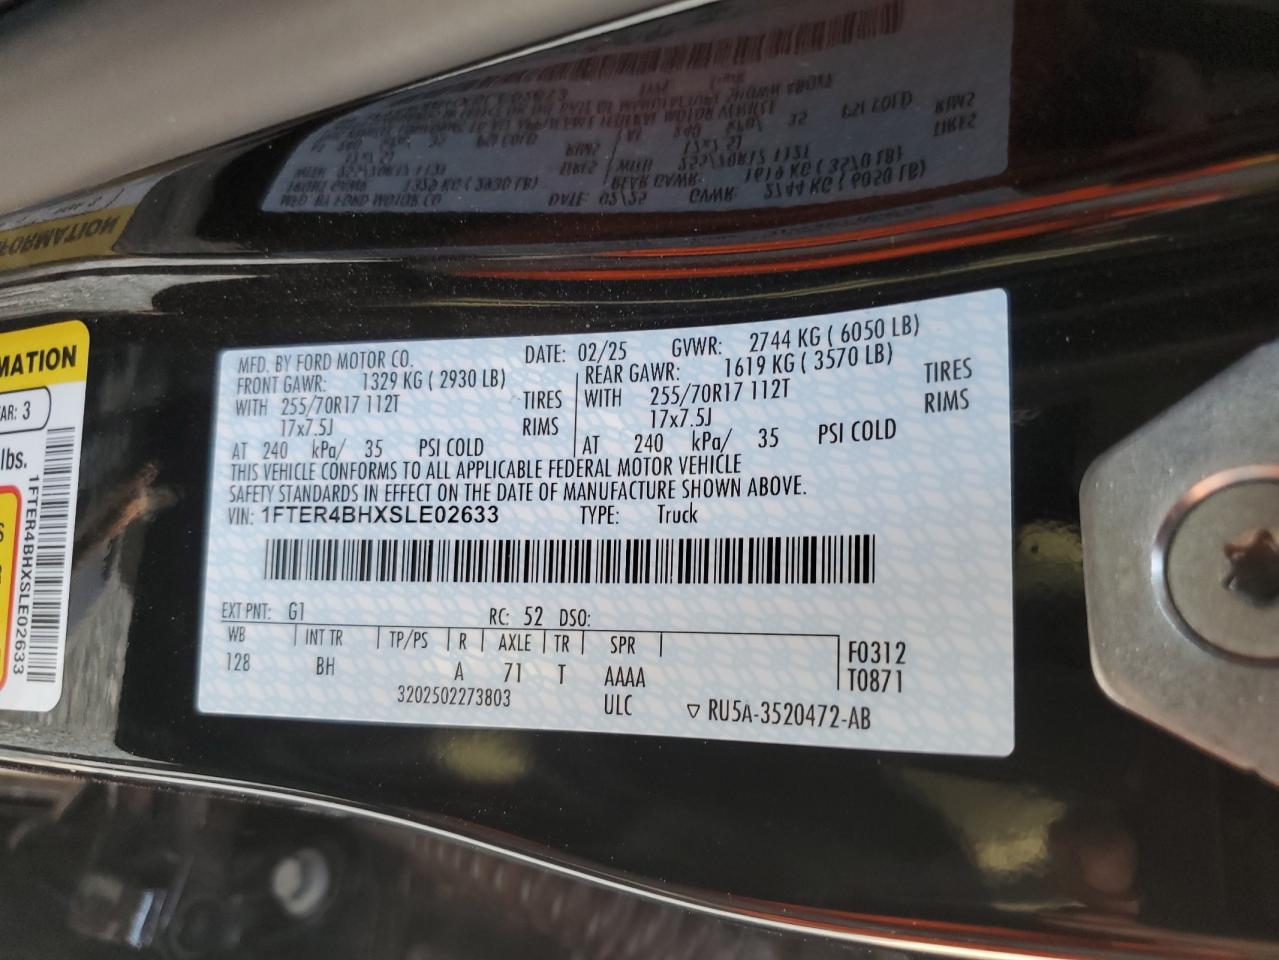 MFD. BY FORD MOTOR CO. DATE: 02/25 GVWR: 2744 KG ( 6050 LB)
FRONT GAWR: 1329 KG ( 2930 LB) REAR GAWR: 1619 KG ( 3570 LB)
WITH 255/70R17 112T TIRES WITH 255/70R17 112T TIRES
17x7.5J RIMS 17x7.5J RIMS
AT 240 kPa/ 35 PSI COLD AT 240 kPa/ 35 PSI COLD
THIS VEHICLE CONFORMS TO ALL APPLICABLE FEDERAL MOTOR VEHICLE
SAFETY STANDARDS IN EFFECT ON THE DATE OF MANUFACTURE SHOWN ABOVE.
VIN: 1FTER4BHXSLE02633 TYPE: Truck
EXT PNT: G1 RC: 52 DSO:
WB INT TR TP/PS R AXLE TR SPR F0312
128 BH A 71 T AAAA T0871
3202502273803 ULC ▽ RU5A-3520472-AB
MATION
AR: 3
lbs.
1FTER4BHXSLE02633